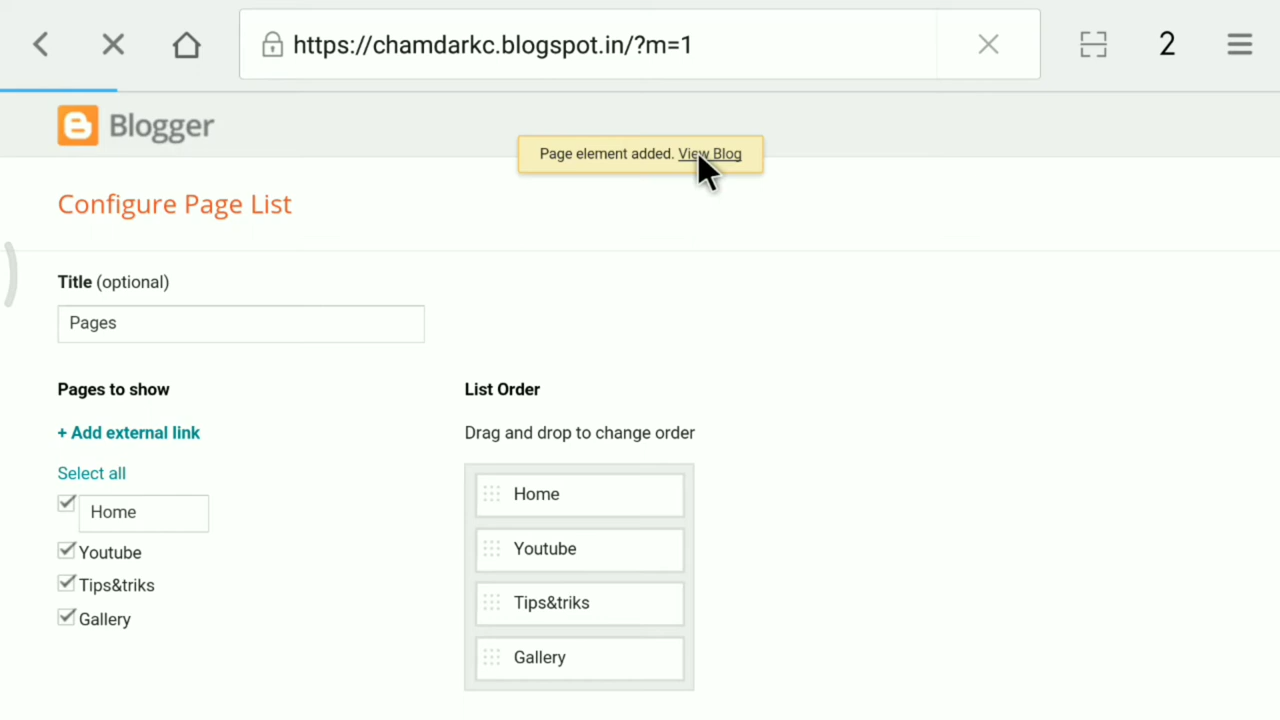 https://chamdarkc.blogspot.in/?m=1
2
Blogger
Page element added. View Blog
Configure Page List
Title (optional)
Pages
Pages to show
+ Add external link
Select all
Home
Youtube
Tips&triks
Gallery
List Order
Drag and drop to change order
Home
Youtube
Tips&triks
Gallery